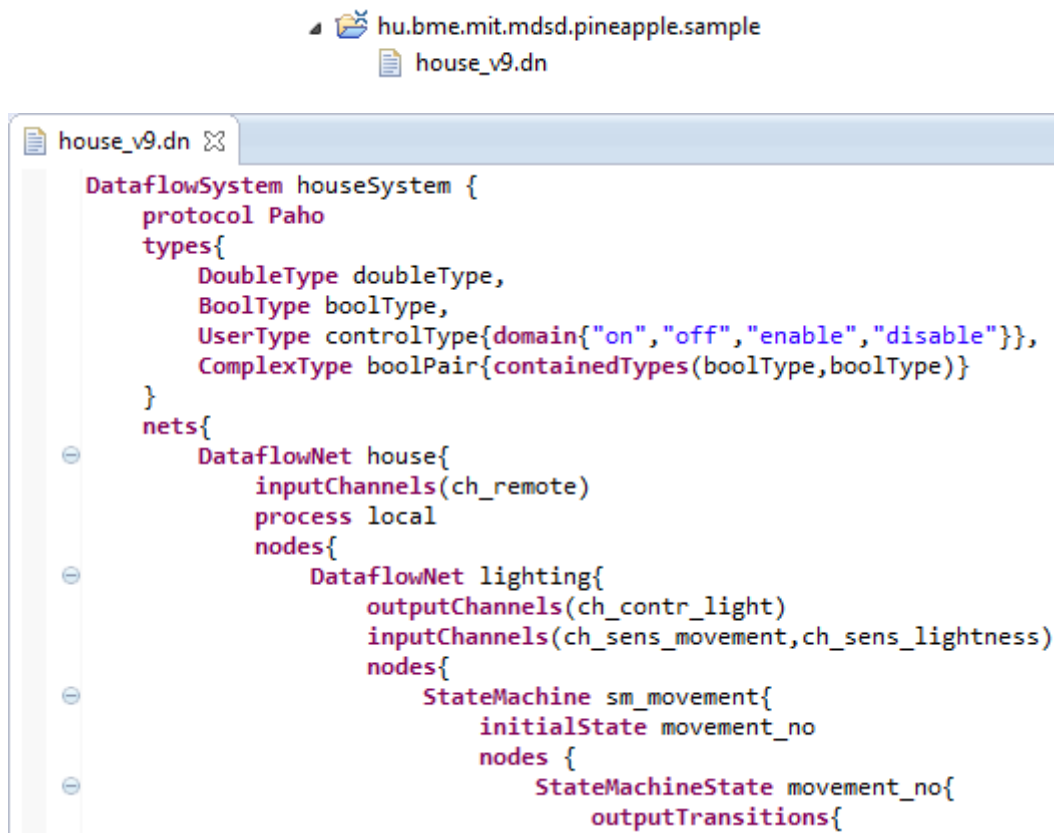 hu.bme.mit.mdsd.pineapple.sample
house_v9.dn
house_v9.dn
DataflowSystem houseSystem {
protocol Paho
types{
DoubleType doubleType,
BoolType boolType,
UserType controlType{domain{"on","off","enable","disable"}},
ComplexType boolPair{containedTypes(boolType,boolType)}
}
nets{
DataflowNet house{
inputChannels(ch_remote)
process local
nodes{
DataflowNet lighting{
outputChannels(ch_contr_light)
inputChannels(ch_sens_movement,ch_sens_lightness)
nodes{
StateMachine sm_movement{
initialState movement_no
nodes {
StateMachineState movement_no{
outputTransitions{